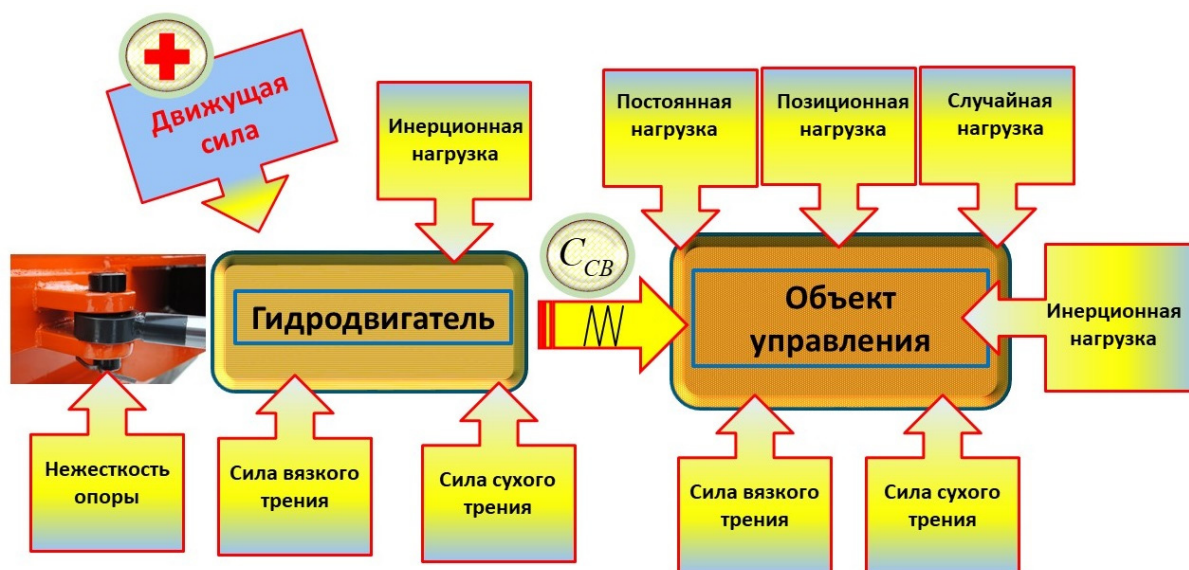 Движущая
сила
Инерционная
нагрузка
Постоянная
нагрузка
Позиционная
нагрузка
Случайная
нагрузка
C_СВ
Гидродвигатель
Объект
управления
Инерционная
нагрузка
Нежесткость
опоры
Сила вязкого
трения
Сила сухого
трения
Сила вязкого
трения
Сила сухого
трения